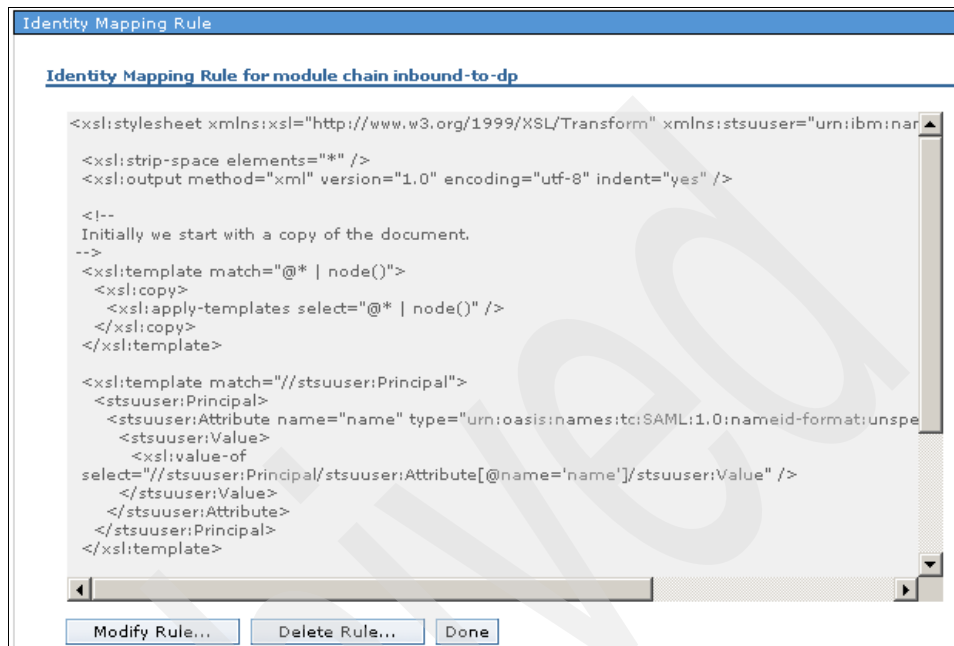 Identity Mapping Rule
Identity Mapping Rule for module chain inbound-to-dp
<xsl:stylesheet xmlns:xsl="http://www.w3.org/1999/XSL/Transform" xmlns:stsuuser="urn:ibm:nar
<xsl:strip-space elements="*" />
<xsl:output method="xml" version="1.0" encoding="utf-8" indent="yes" />
<!--
Initially we start with a copy of the document.
-->
<xsl:template match="@* | node()">
<xsl:copy>
<xsl:apply-templates select="@* | node()" />
</xsl:copy>
</xsl:template>
<xsl:template match="//stsuuser:Principal">
<stsuuser:Principal>
<stsuuser:Attribute name="name" type="urn:oasis:names:tc:SAML:1.0:nameid-format:unspe
<stsuuser:Value>
<xsl:value-of
select="//stsuuser:Principal/stsuuser:Attribute[@name='name']/stsuuser:Value" />
</stsuuser:Value>
</stsuuser:Attribute>
</stsuuser:Principal>
</xsl:template>
Modify Rule... Delete Rule... Done